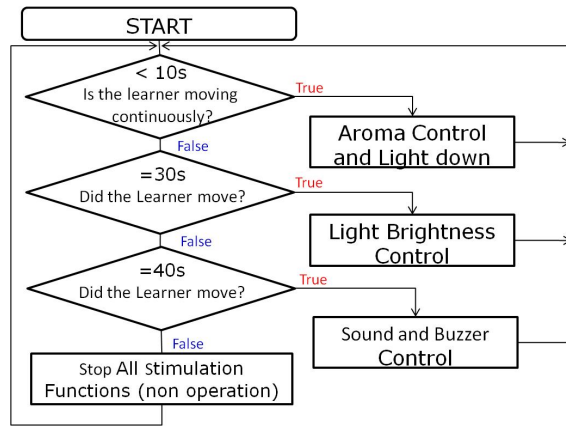 START
< 10s
Is the learner moving
continuously?
True
Aroma Control
and Light down
False
=30s
Did the Learner move?
True
Light Brightness
Control
False
=40s
Did the Learner move?
True
Sound and Buzzer
Control
False
Stop All Stimulation
Functions (non operation)